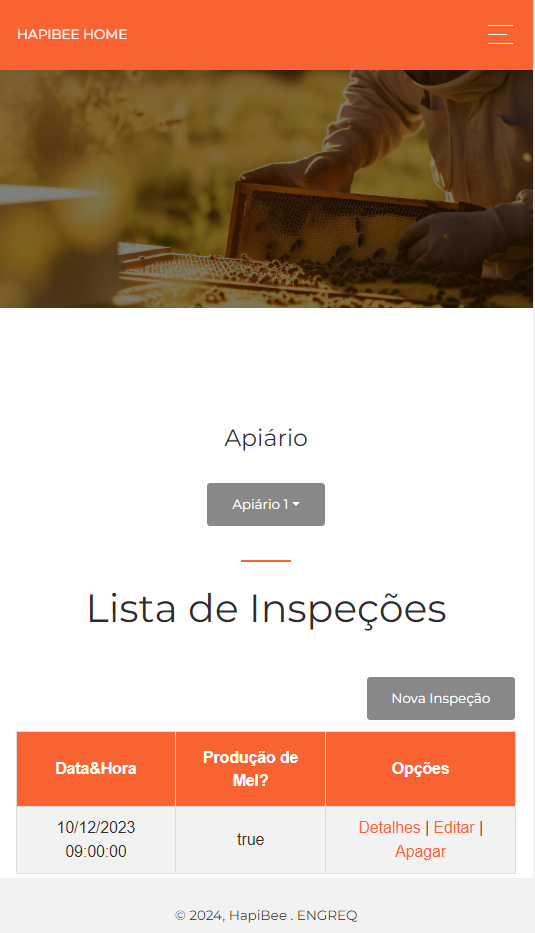 HAPIBEE HOME
Apiário
Apiário 1
Lista de Inspeções
Nova Inspeção
Data&Hora
Produção de
Mel?
Opções
10/12/2023
09:00:00
true
Detalhes | Editar |
Apagar
© 2024, HapiBee . ENGREQ